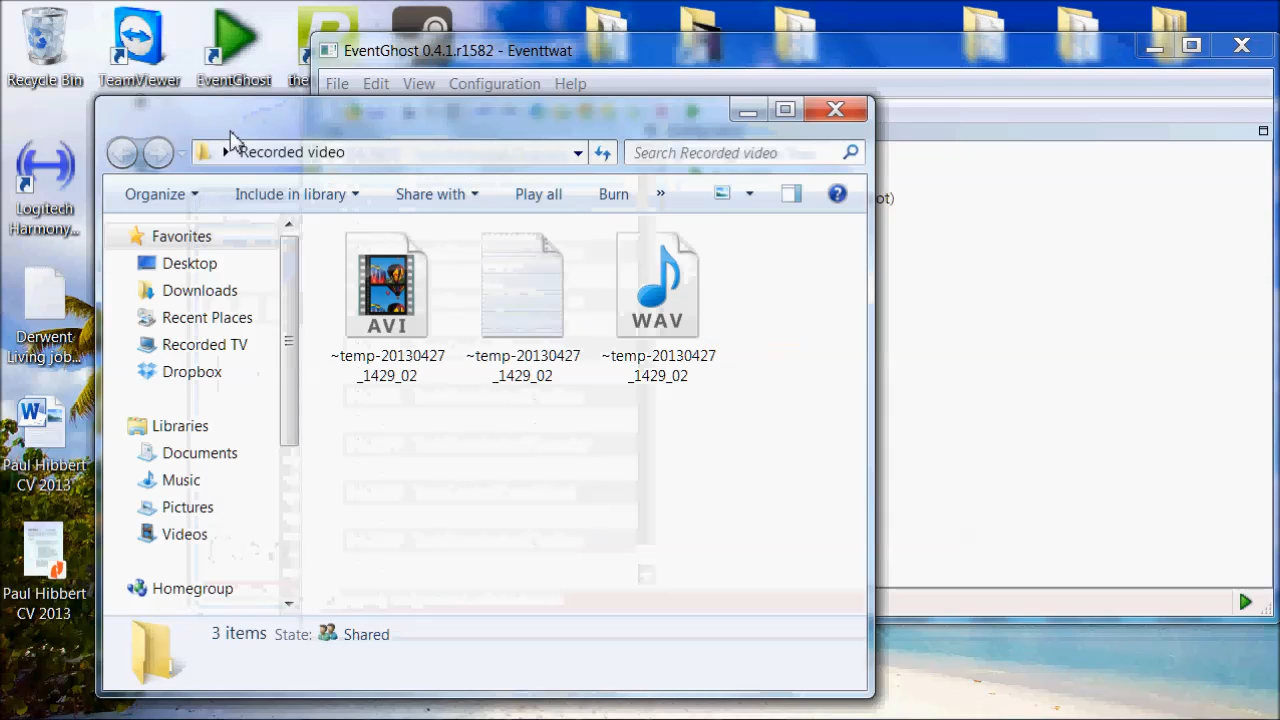 EventGhost 0.4.1.r1582 - Eventtwat
Recycle Bin
TeamViewer
EventGhost
File Edit View Configuration Help
Recorded video
Search Recorded video
Organize
Include in library
Share with
Play all
Burn
»
ot)
Logitech
Harmony...
Derwent
Living job...
Paul Hibbert
CV 2013
Paul Hibbert
CV 2013
Favorites
Desktop
Downloads
Recent Places
Recorded TV
Dropbox
Libraries
Documents
Music
Pictures
Videos
Homegroup
AVI
~temp-20130427
_1429_02
~temp-20130427
_1429_02
WAV
~temp-20130427
_1429_02
3 items State: Shared